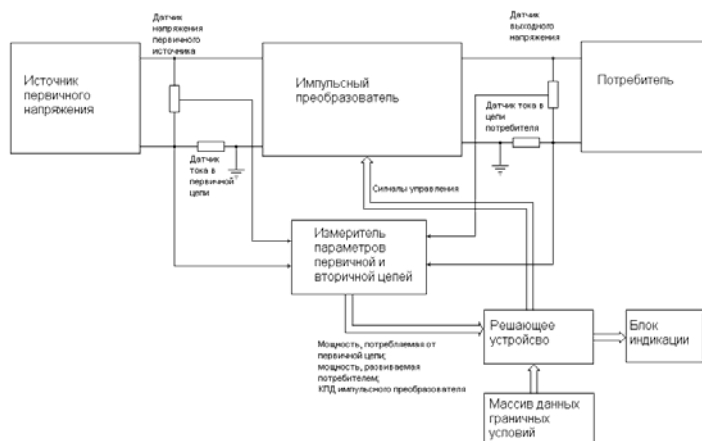 Датчик
напряжения
первичного
источника
Датчик
выходного
напряжения
Источник
первичного
напряжения
Импульсный
преобразователь
Потребитель
Датчик тока в
цепи
потребителя
Датчик
тока в
первичной
цепи
Сигналы управления
Измеритель
параметров
первичной и
вторичной цепей
Решающее
устройсво
Блок
индикации
Мощность, потребляемая от
первичной цепи;
мощность, развиваемая
потребителем;
КПД импульсного преобразователя
Массив данных
граничных
условий